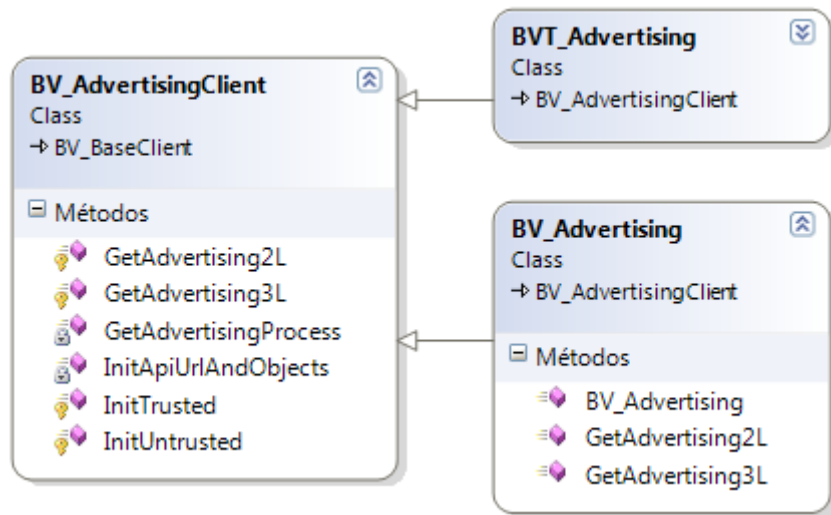 BV_AdvertisingClient
Class
BV_BaseClient
Métodos
GetAdvertising2L
GetAdvertising3L
GetAdvertisingProcess
InitApiUrlAndObjects
InitTrusted
InitUntrusted
BVT_Advertising
Class
BV_AdvertisingClient
BV_Advertising
Class
BV_AdvertisingClient
Métodos
BV_Advertising
GetAdvertising2L
GetAdvertising3L